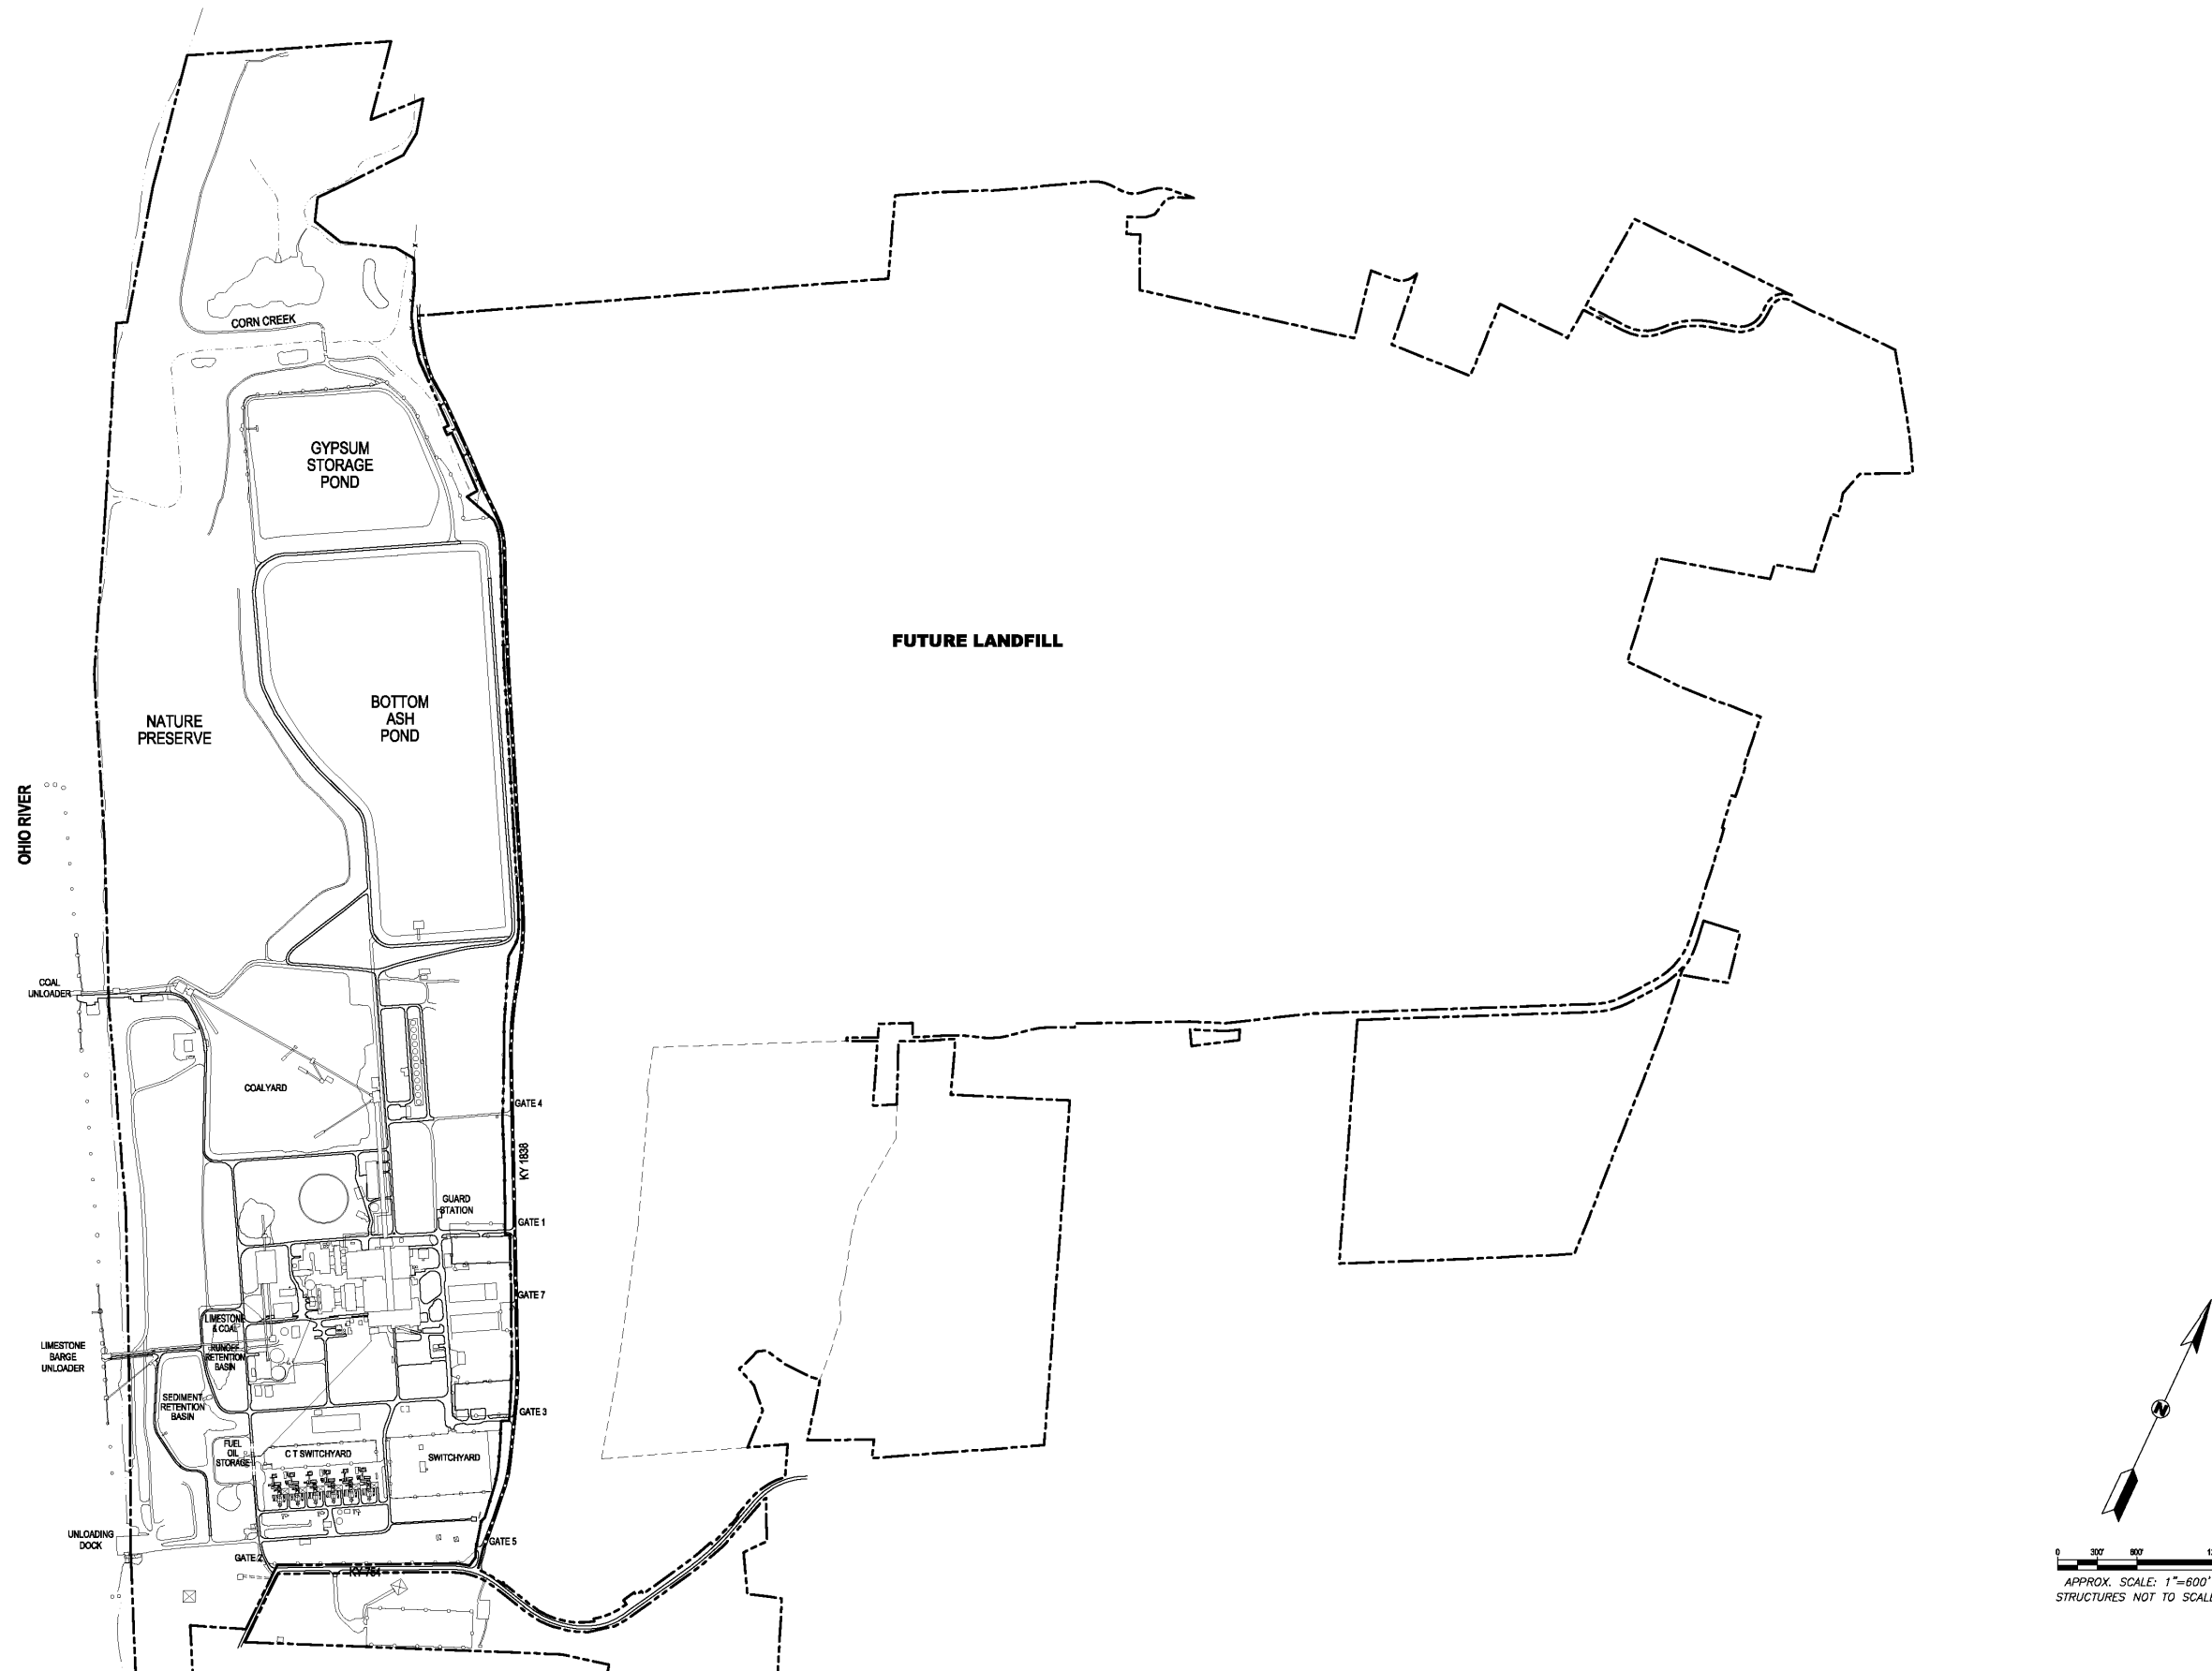 CORN CREEK
GYPSUM
STORAGE
POND
FUTURE LANDFILL
BOTTOM
ASH
POND
NATURE
PRESERVE
OHIO RIVER
COAL
UNLOADER
COALYARD
GATE 4
KY 1838
GUARD
STATION
GATE 1
GATE 7
LIMESTONE
& COAL
RUNOFF
RETENTION
BASIN
LIMESTONE
BARGE
UNLOADER
SEDIMENT
RETENTION
BASIN
GATE 3
FUEL
OIL
STORAGE
C T SWITCHYARD
SWITCHYARD
UNLOADING
DOCK
GATE 2
GATE 5
KY 754
N
0 300' 600'
APPROX. SCALE: 1"=600'
STRUCTURES NOT TO SCALE